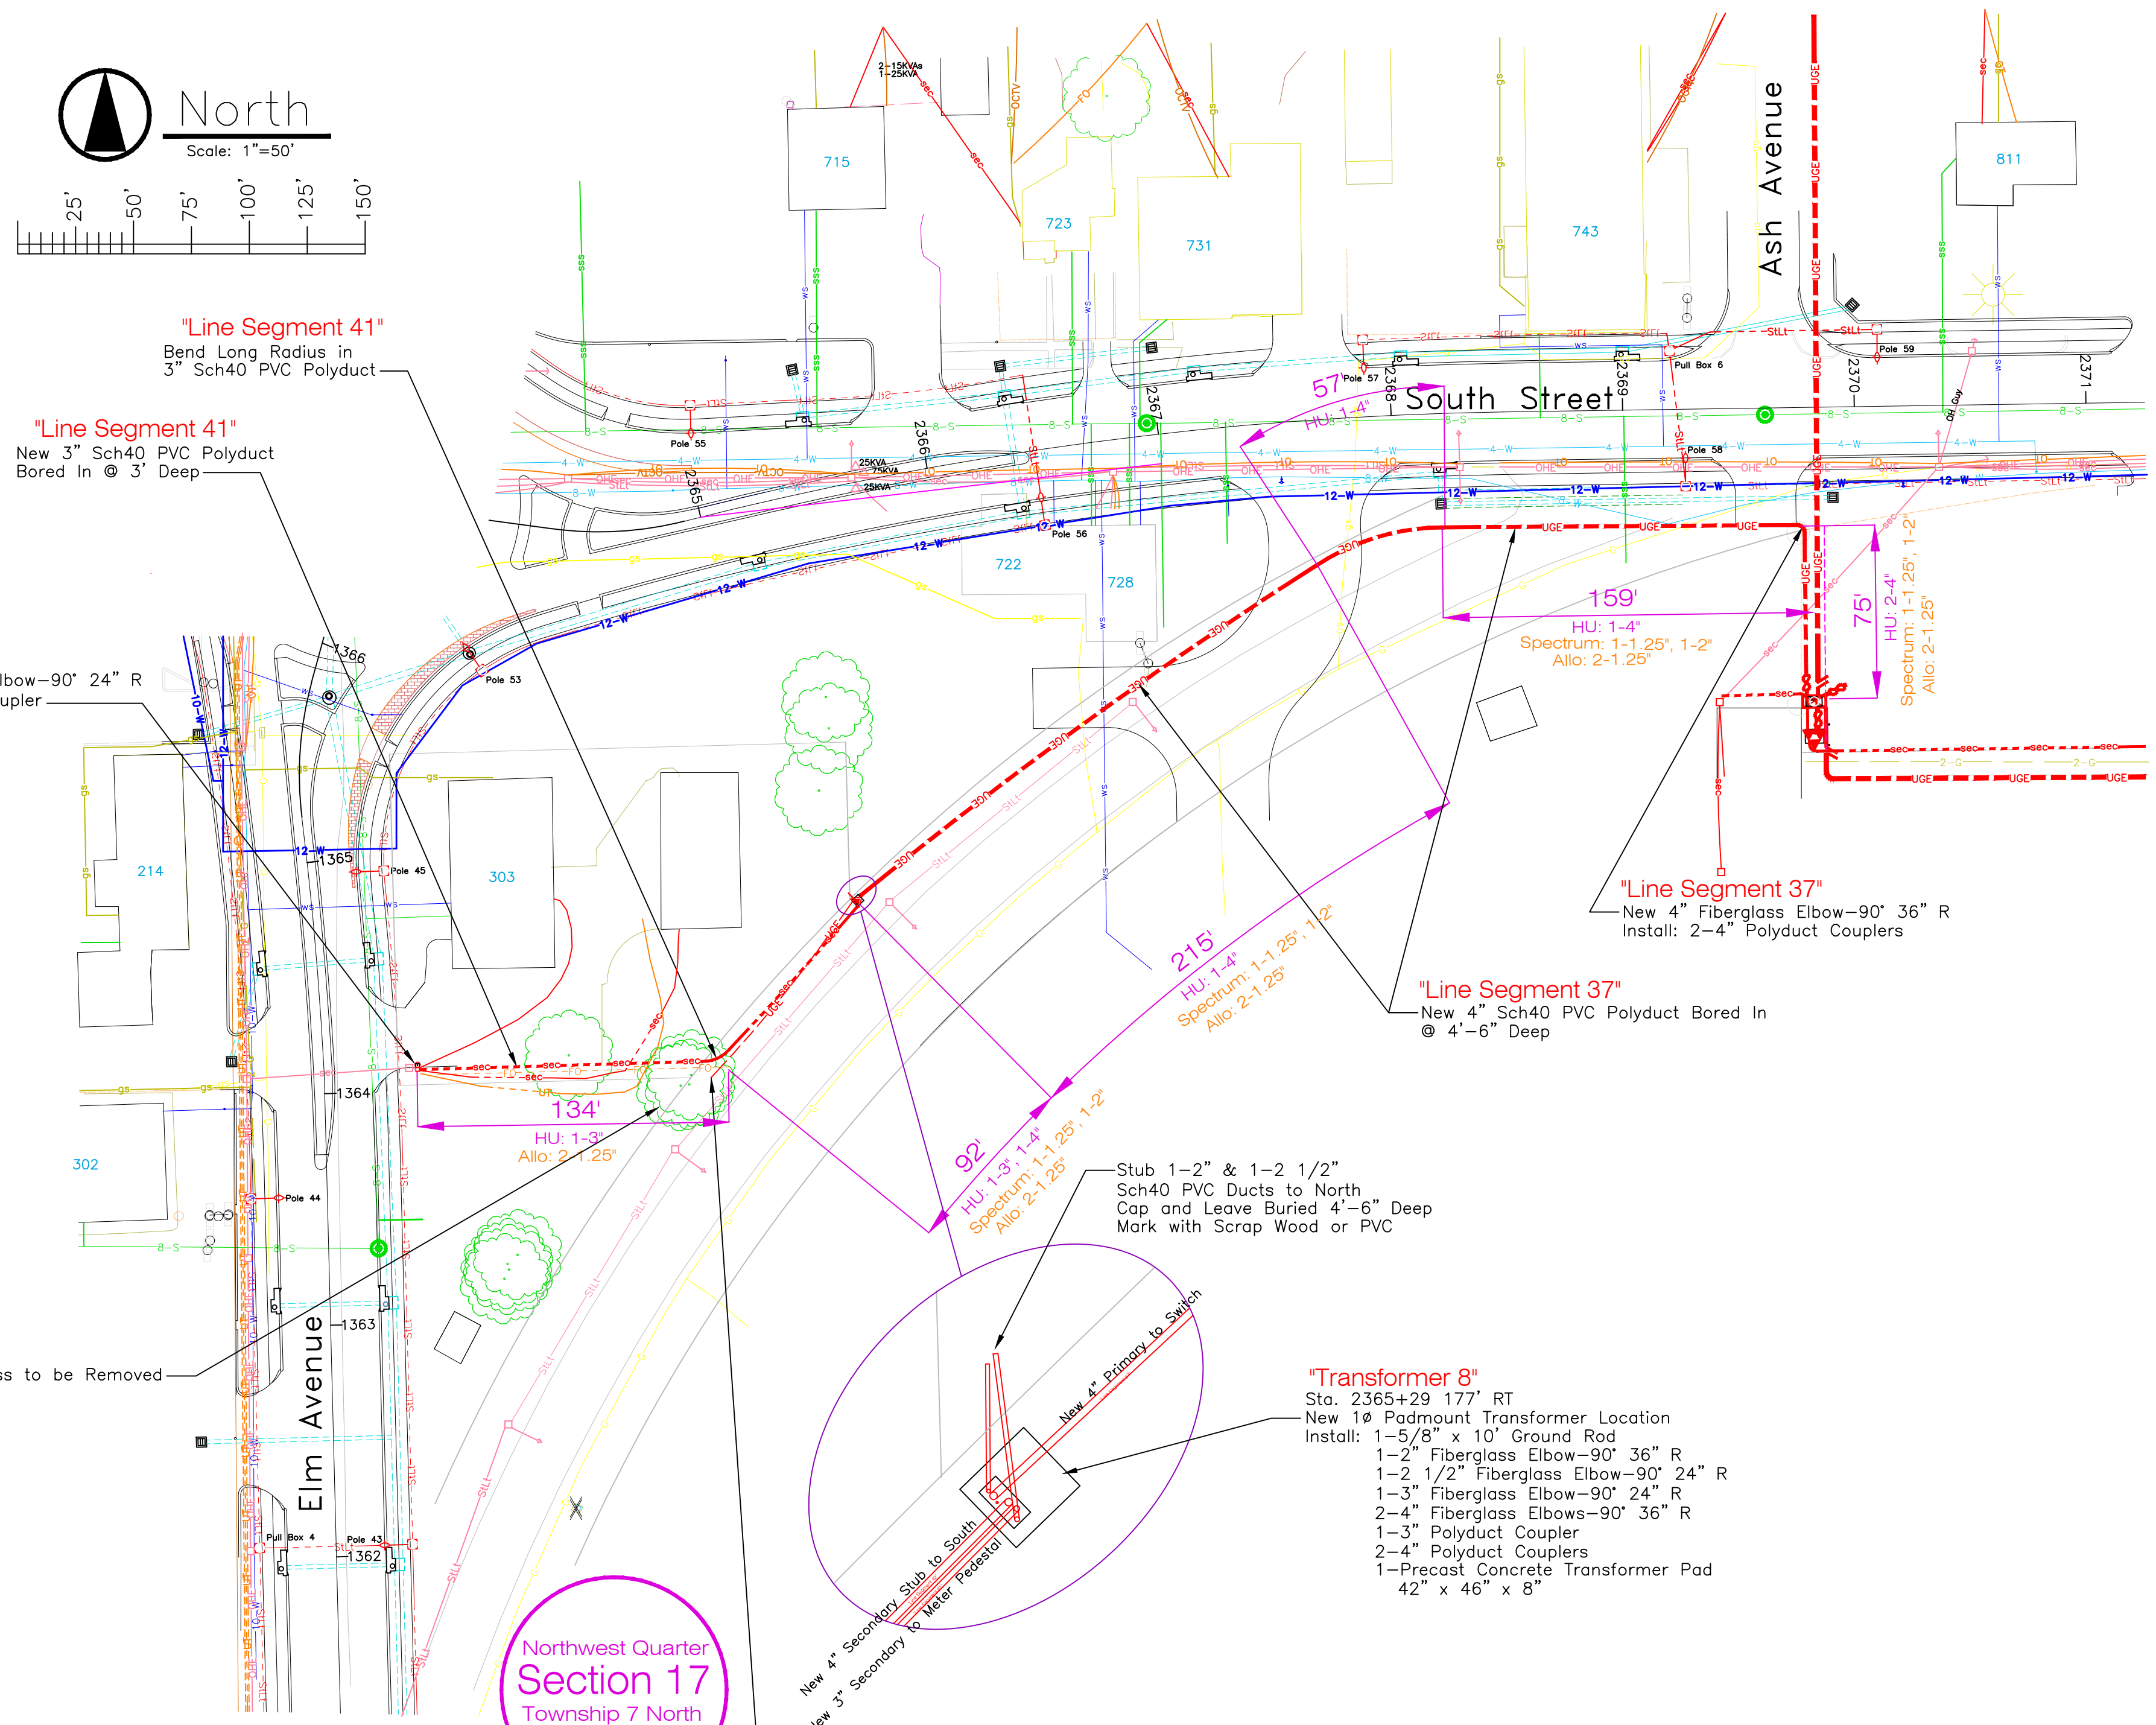 North
Scale: 1"=50'
25'
50'
75'
100'
125'
150'
"Line Segment 41"
Bend Long Radius in
3" Sch40 PVC Polyduct
"Line Segment 41"
New 3" Sch40 PVC Polyduct
Bored In @ 3' Deep
lbow-90° 24" R
upler
ss to be Removed
2-15KVAs
1-25KVA
715
723
731
743
811
Ash Avenue
South Street
Elm Avenue
Pole 55
Pole 57
Pull Box 6
Pole 59
Pole 58
Pole 56
Pole 53
Pole 45
Pole 44
Pull Box 4
Pole 43
OH Guy
25KVA
75KVA
25KVA
2365
2366
2367
2368
2369
2370
2371
1366
1365
1364
1363
1362
722
728
214
303
302
57'
HU: 1-4"
159'
HU: 1-4"
Spectrum: 1-1.25", 1-2"
Allo: 2-1.25"
75'
HU: 2-4"
Spectrum: 1-1.25", 1-2"
Allo: 2-1.25"
215'
HU: 1-4"
Spectrum: 1-1.25", 1-2"
Allo: 2-1.25"
92'
HU: 1-3", 1-4"
Spectrum: 1-1.25", 1-2"
Allo: 2-1.25"
134'
HU: 1-3"
Allo: 2-1.25"
"Line Segment 37"
New 4" Fiberglass Elbow-90° 36" R
Install: 2-4" Polyduct Couplers
"Line Segment 37"
New 4" Sch40 PVC Polyduct Bored In
@ 4'-6" Deep
Stub 1-2" & 1-2 1/2"
Sch40 PVC Ducts to North
Cap and Leave Buried 4'-6" Deep
Mark with Scrap Wood or PVC
New 4" Primary to Switch
New 4" Secondary Stub to South
New 3" Secondary to Meter Pedestal
"Transformer 8"
Sta. 2365+29 177' RT
New 1ø Padmount Transformer Location
Install: 1-5/8" x 10' Ground Rod
1-2" Fiberglass Elbow-90° 36" R
1-2 1/2" Fiberglass Elbow-90° 24" R
1-3" Fiberglass Elbow-90° 24" R
2-4" Fiberglass Elbows-90° 36" R
1-3" Polyduct Coupler
2-4" Polyduct Couplers
1-Precast Concrete Transformer Pad
42" x 46" x 8"
Northwest Quarter
Section 17
Township 7 North